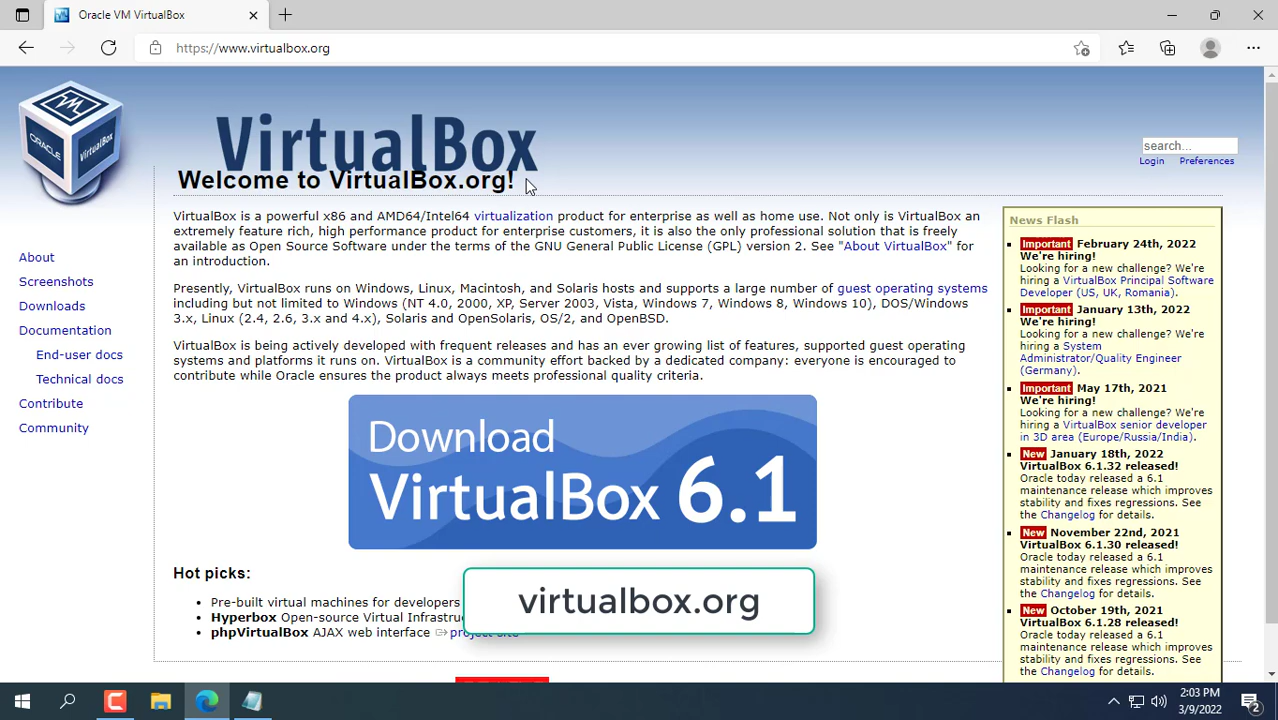 Oracle VM VirtualBox
https://www.virtualbox.org
ORACLE
VirtualBox
VirtualBox
search...
Login Preferences
Welcome to VirtualBox.org!
VirtualBox is a powerful x86 and AMD64/Intel64 virtualization product for enterprise as well as home use. Not only is VirtualBox an
extremely feature rich, high performance product for enterprise customers, it is also the only professional solution that is freely
available as Open Source Software under the terms of the GNU General Public License (GPL) version 2. See "About VirtualBox" for
an introduction.
Presently, VirtualBox runs on Windows, Linux, Macintosh, and Solaris hosts and supports a large number of guest operating systems
including but not limited to Windows (NT 4.0, 2000, XP, Server 2003, Vista, Windows 7, Windows 8, Windows 10), DOS/Windows
3.x, Linux (2.4, 2.6, 3.x and 4.x), Solaris and OpenSolaris, OS/2, and OpenBSD.
VirtualBox is being actively developed with frequent releases and has an ever growing list of features, supported guest operating
systems and platforms it runs on. VirtualBox is a community effort backed by a dedicated company: everyone is encouraged to
contribute while Oracle ensures the product always meets professional quality criteria.
About
Screenshots
Downloads
Documentation
End-user docs
Technical docs
Contribute
Community
Download
VirtualBox 6.1
Hot picks:
Pre-built virtual machines for developers
Hyperbox Open-source Virtual Infrastruc
phpVirtualBox AJAX web interface project site
virtualbox.org
News Flash
Important February 24th, 2022
We're hiring!
Looking for a new challenge? We're
hiring a VirtualBox Principal Software
Developer (US, UK, Romania).
Important January 13th, 2022
We're hiring!
Looking for a new challenge? We're
hiring a System
Administrator/Quality Engineer
(Germany).
Important May 17th, 2021
We're hiring!
Looking for a new challenge? We're
hiring a VirtualBox senior developer
in 3D area (Europe/Russia/India).
New January 18th, 2022
VirtualBox 6.1.32 released!
Oracle today released a 6.1
maintenance release which improves
stability and fixes regressions. See
the Changelog for details.
New November 22nd, 2021
VirtualBox 6.1.30 released!
Oracle today released a 6.1
maintenance release which improves
stability and fixes regressions. See
the Changelog for details.
New October 19th, 2021
VirtualBox 6.1.28 released!
Oracle today released a 6.1
maintenance release which improves
stability and fixes regressions. See
the Changelog for details.
2:03 PM
3/9/2022
2